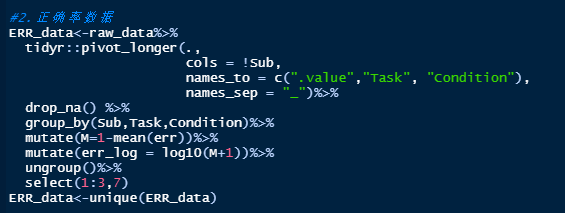 #2.正确率数据
ERR_data<-raw_data%>%
  tidyr::pivot_longer(.,
                      cols = !Sub,
                      names_to = c(".value","Task", "Condition"),
                      names_sep = "_")%>%
  drop_na() %>%
  group_by(Sub,Task,Condition)%>%
  mutate(M=1-mean(err))%>%
  mutate(err_log = log10(M+1))%>%
  ungroup()%>%
  select(1:3,7)
ERR_data<-unique(ERR_data)